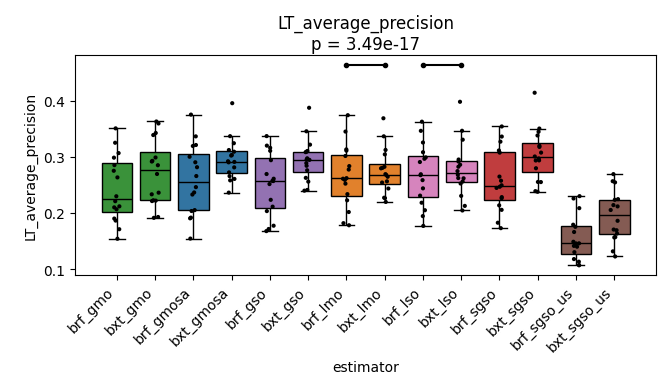 LT_average_precision
p = 3.49e-17
LT_average_precision
0.4
0.3
0.2
0.1
brf_gmo
bxt_gmo
brf_gmosa
bxt_gmosa
brf_gso
bxt_gso
brf_lmo
bxt_lmo
brf_lso
bxt_lso
brf_sgso
bxt_sgso
brf_sgso_us
bxt_sgso_us
estimator